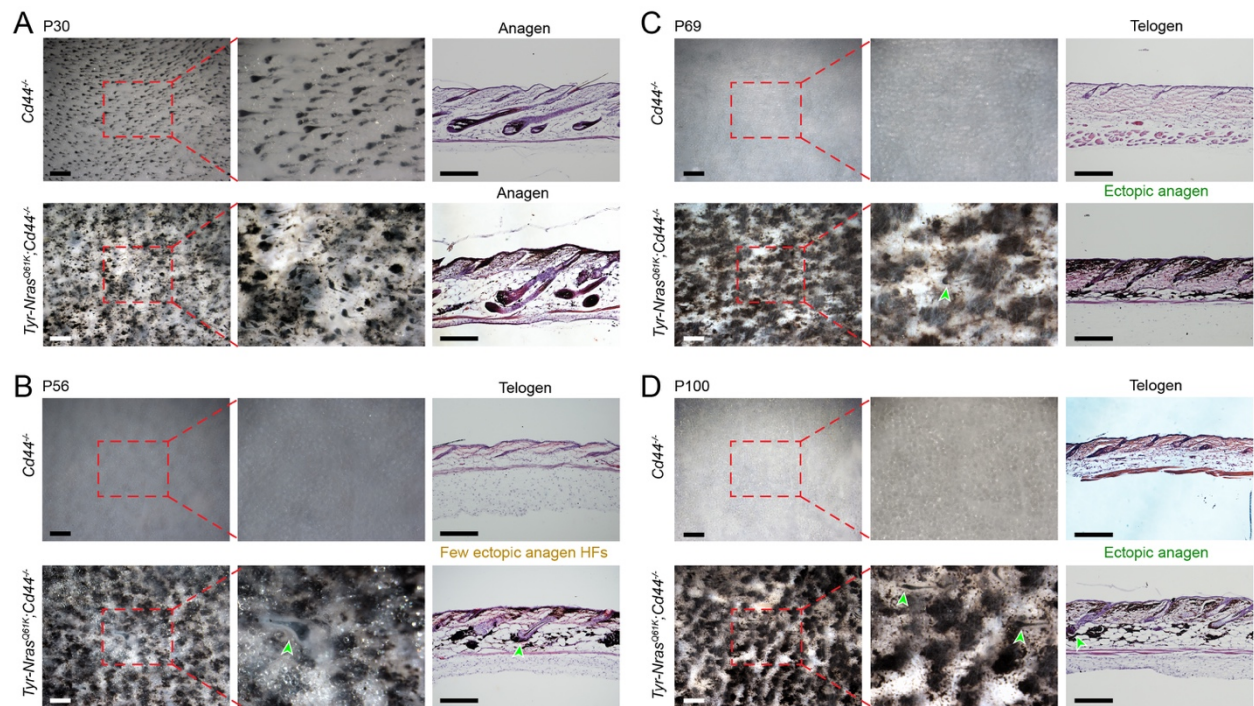 A P30
Anagen
Cd44-/-
Anagen
Tyr-NrasQ61K;Cd44-/-
B P56
Telogen
Cd44-/-
Few ectopic anagen HFs
Tyr-NrasQ61K;Cd44-/-
C P69
Telogen
Cd44-/-
Ectopic anagen
Tyr-NrasQ61K;Cd44-/-
D P100
Telogen
Cd44-/-
Ectopic anagen
Tyr-NrasQ61K;Cd44-/-